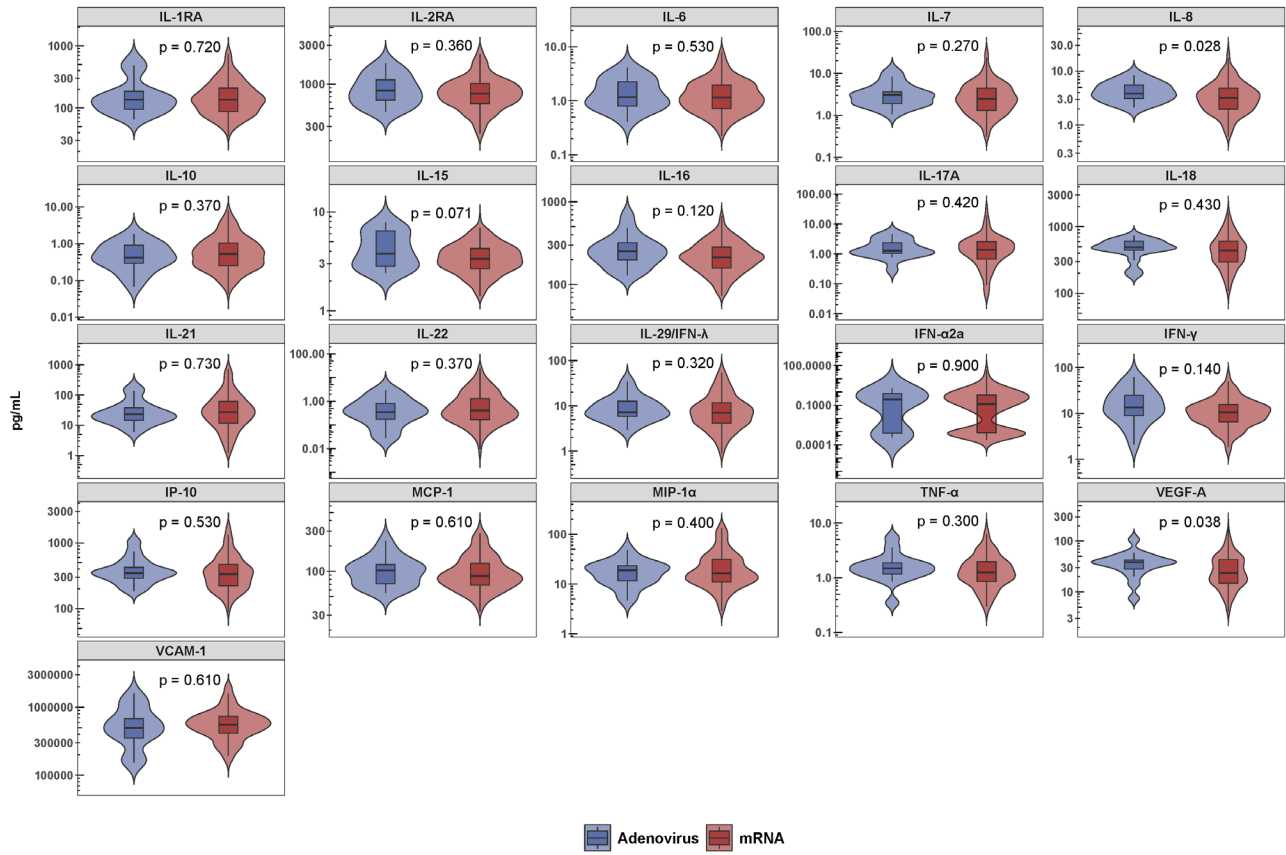 IL-1RA
p = 0.720
1000
300
100
30
IL-2RA
p = 0.360
3000
1000
300
IL-6
p = 0.530
10.0
1.0
0.1
IL-7
p = 0.270
100.0
10.0
1.0
0.1
IL-8
p = 0.028
30.0
10.0
3.0
1.0
0.3
IL-10
p = 0.370
10.00
1.00
0.10
0.01
IL-15
p = 0.071
10
3
1
IL-16
p = 0.120
1000
300
100
IL-17A
p = 0.420
100.00
10.00
1.00
0.10
0.01
IL-18
p = 0.430
3000
1000
500
300
100
pg/mL
IL-21
p = 0.730
1000
100
10
1
IL-22
p = 0.370
100.00
1.00
0.01
IL-29/IFN-λ
p = 0.320
100
10
1
IFN-α2a
p = 0.900
100.0000
0.1000
0.0001
IFN-γ
p = 0.140
100
10
1
IP-10
p = 0.530
3000
1000
300
100
MCP-1
p = 0.610
300
100
30
MIP-1α
p = 0.400
100
10
1
TNF-α
p = 0.300
10.0
1.0
0.1
VEGF-A
p = 0.038
300
100
30
10
3
VCAM-1
p = 0.610
3000000
1000000
300000
100000
Adenovirus
mRNA